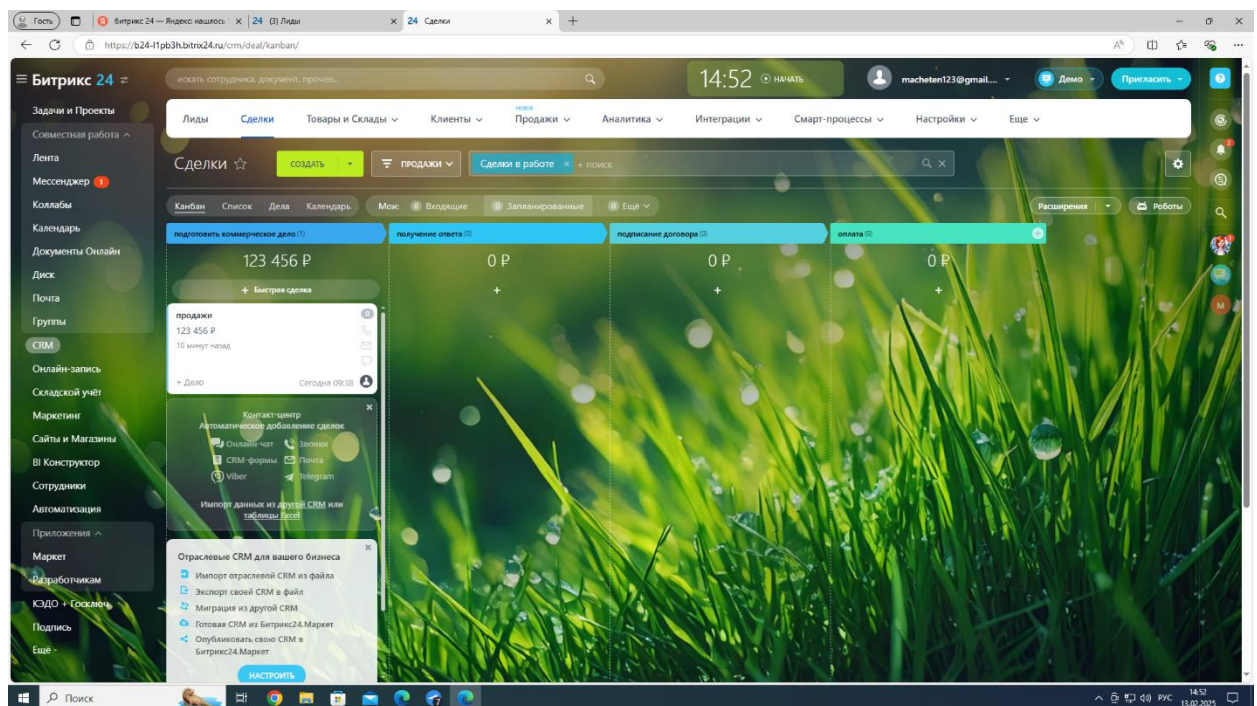 Гость
битрикс 24 — Яндекс: нашлось
24 (3) Лиды
24 Сделки
https://b24-l1pb3h.bitrix24.ru/crm/deal/kanban/
Битрикс 24
искать сотрудника, документ, прочее...
14:52 НАЧАТЬ
macheten123@gmail....
Демо
Пригласить
Задачи и Проекты
Совместная работа
Лента
Мессенджер 1
Коллабы
Календарь
Документы Онлайн
Диск
Почта
Группы
CRM
Онлайн-запись
Складской учёт
Маркетинг
Сайты и Магазины
BI Конструктор
Сотрудники
Автоматизация
Приложения
Маркет
Разработчикам
КЭДО + Госключ
Подпись
Ещё
НОВОЕ
Лиды Сделки Товары и Склады Клиенты Продажи Аналитика Интеграции Смарт-процессы Настройки Еще
Сделки СОЗДАТЬ ПРОДАЖИ Сделки в работе × + поиск
Канбан Список Дела Календарь Мои: 0 Входящие 0 Запланированные 0 Ещё Расширения Роботы
подготовить коммерческое дело (1) получение ответа (0) подписание договора (0) оплата (0)
123 456 ₽ 0 ₽ 0 ₽ 0 ₽
+ Быстрая сделка + + +
продажи 0
123 456 ₽
10 минут назад
+ Дело Сегодня 09:38
Контакт-центр
Автоматическое добавление сделок
Онлайн-чат Звонки
CRM-формы Почта
Viber Telegram
Импорт данных из другой CRM или
таблицы Excel
Отраслевые CRM для вашего бизнеса
Импорт отраслевой CRM из файла
Экспорт своей CRM в файл
Миграция из другой CRM
Готовая CRM из Битрикс24.Маркет
Опубликовать свою CRM в
Битрикс24.Маркет
НАСТРОИТЬ
М
Поиск
РУС
14:52
13.02.2025